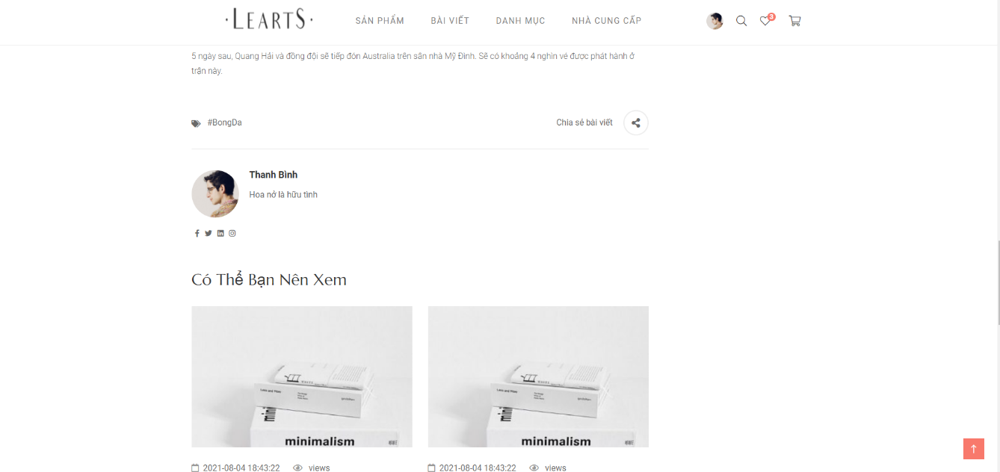 ·LEARTS·
SẢN PHẨM
BÀI VIẾT
DANH MỤC
NHÀ CUNG CẤP
3
5 ngày sau, Quang Hải và đồng đội sẽ tiếp đón Australia trên sân nhà Mỹ Đình. Sẽ có khoảng 4 nghìn vé được phát hành ở
trận này.
#BongDa
Chia sẻ bài viết
Thanh Bình
Hoa nở là hữu tình
Có Thể Bạn Nên Xem
minimalism
minimalism
2021-08-04 18:43:22
views
2021-08-04 18:43:22
views